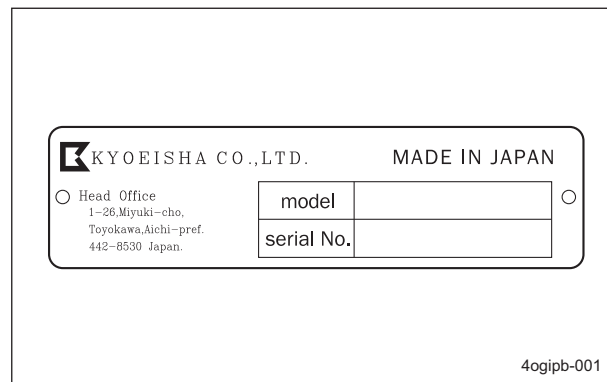 KYOEISHA CO.,LTD. MADE IN JAPAN
Head Office
1-26,Miyuki-cho,
Toyokawa,Aichi-pref.
442-8530 Japan.
model
serial No.
4ogipb-001